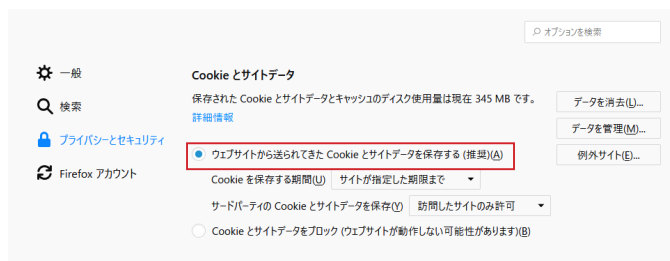 オプションを検索
一般
検索
プライバシーとセキュリティ
Firefox アカウント
Cookie とサイトデータ
保存された Cookie とサイトデータとキャッシュのディスク使用量は現在 345 MB です。
詳細情報
データを消去(L)...
データを管理(M)...
例外サイト(E)...
ウェブサイトから送られてきた Cookie とサイトデータを保存する (推奨)(A)
Cookie を保存する期間(U) サイトが指定した期限まで
サードパーティの Cookie とサイトデータを保存(Y) 訪問したサイトのみ許可
Cookie とサイトデータをブロック (ウェブサイトが動作しない可能性があります)(B)